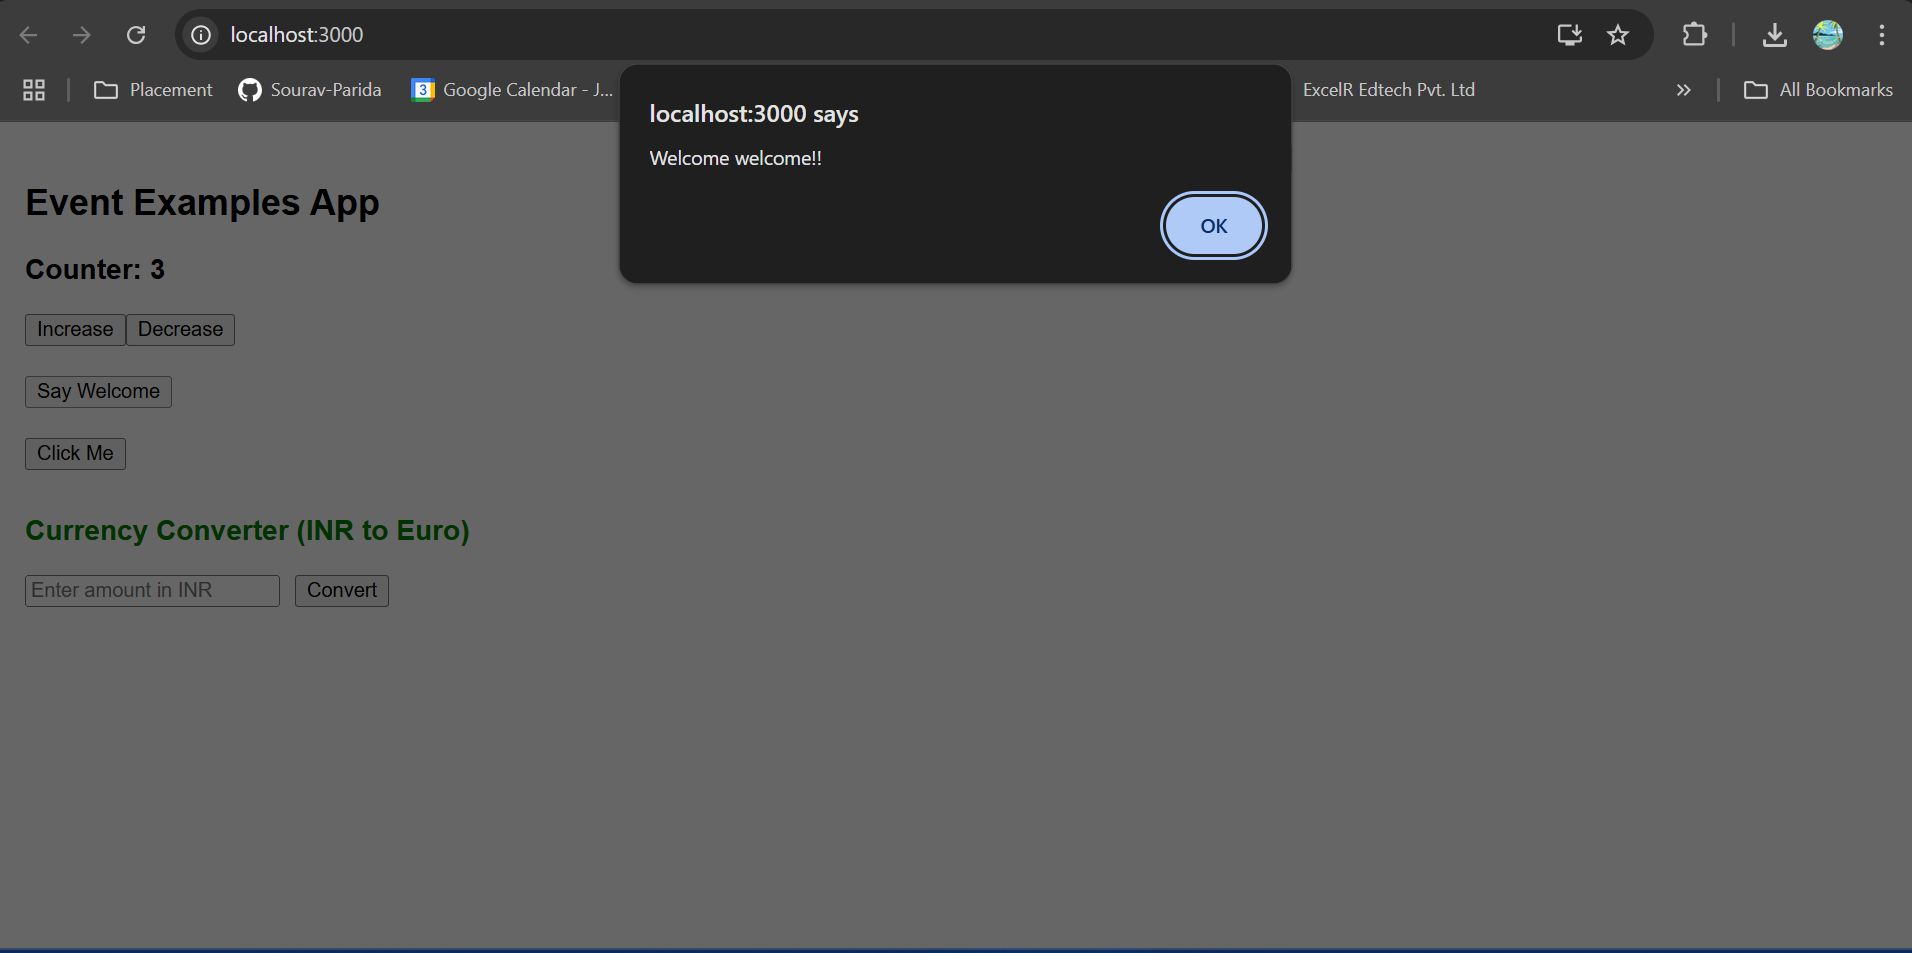 localhost:3000
Placement Sourav-Parida 3 Google Calendar - J... ExcelR Edtech Pvt. Ltd All Bookmarks
localhost:3000 says
Welcome welcome!!
OK
Event Examples App
Counter: 3
Increase Decrease
Say Welcome
Click Me
Currency Converter (INR to Euro)
Enter amount in INR Convert